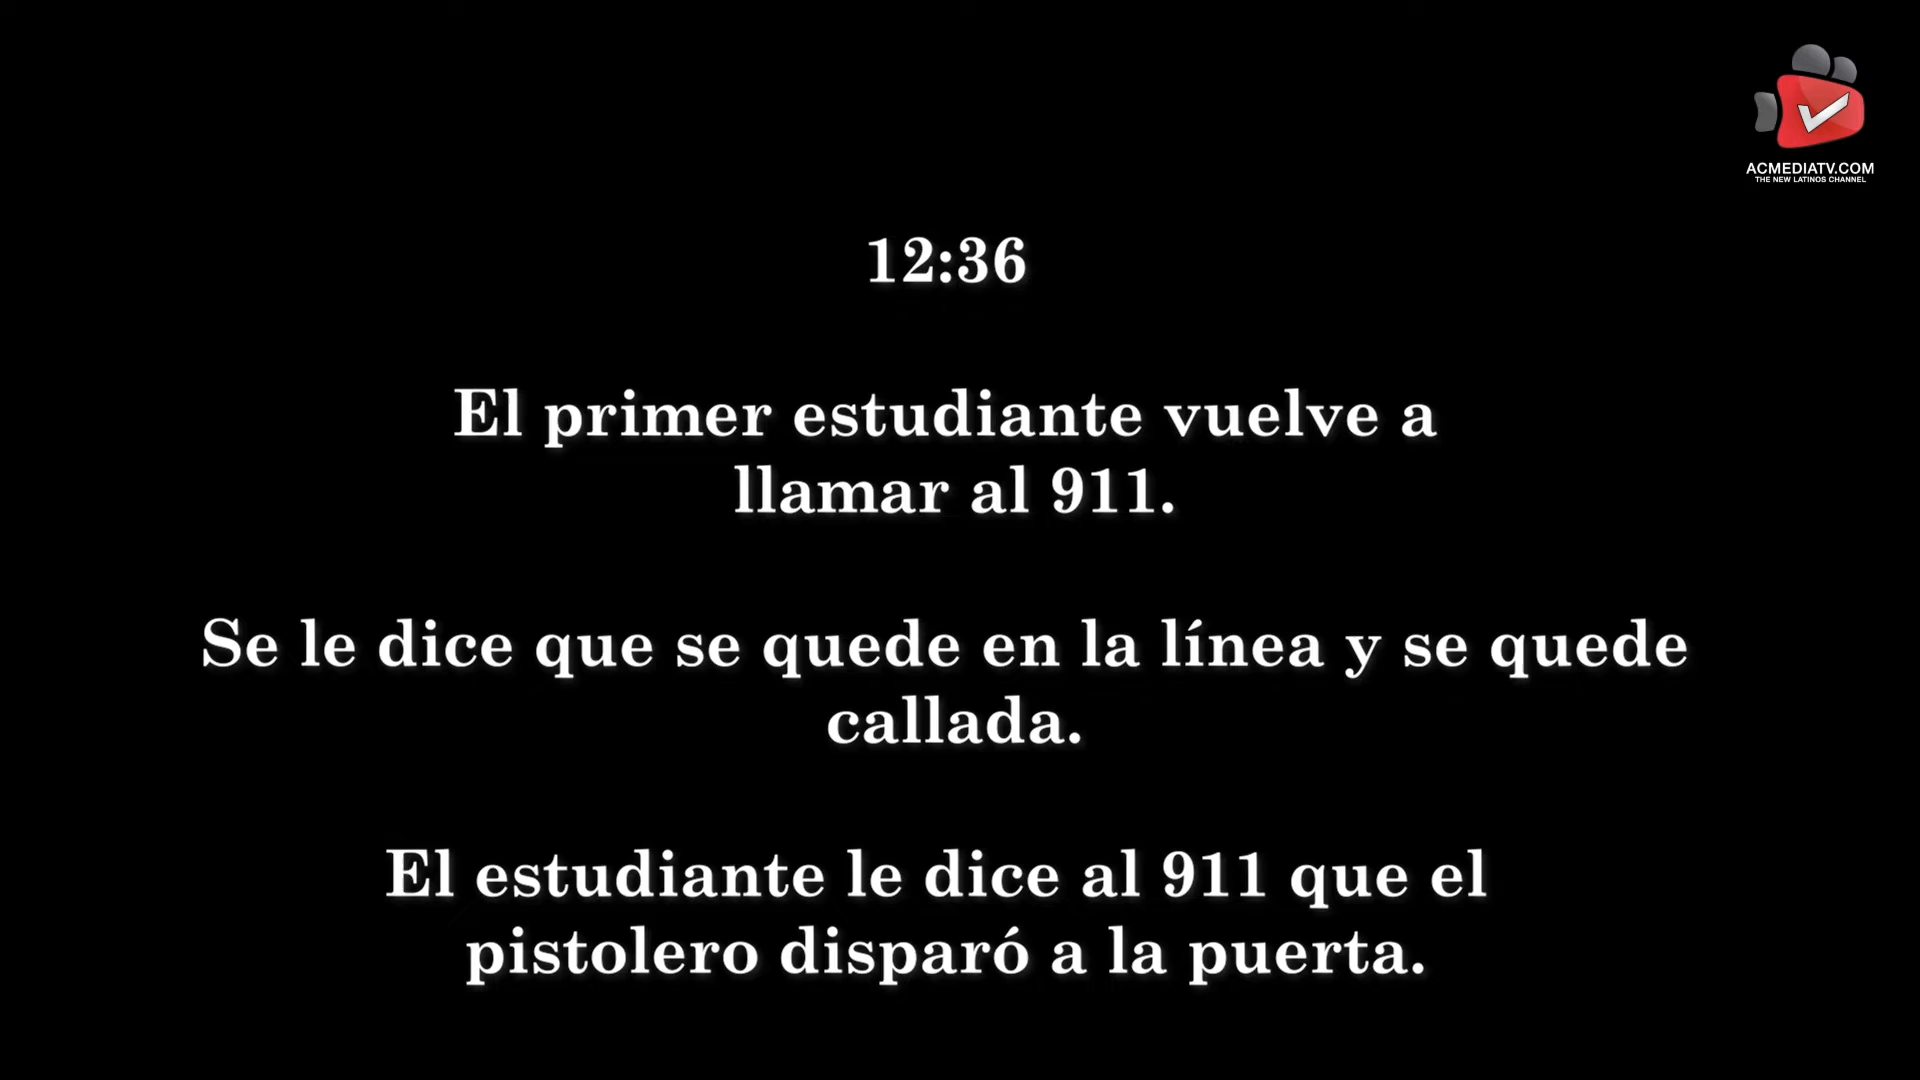 ACMEDIATV.COM
THE NEW LATINOS CHANNEL
12:36
El primer estudiante vuelve a
llamar al 911.
Se le dice que se quede en la línea y se quede
callada.
El estudiante le dice al 911 que el
pistolero disparó a la puerta.